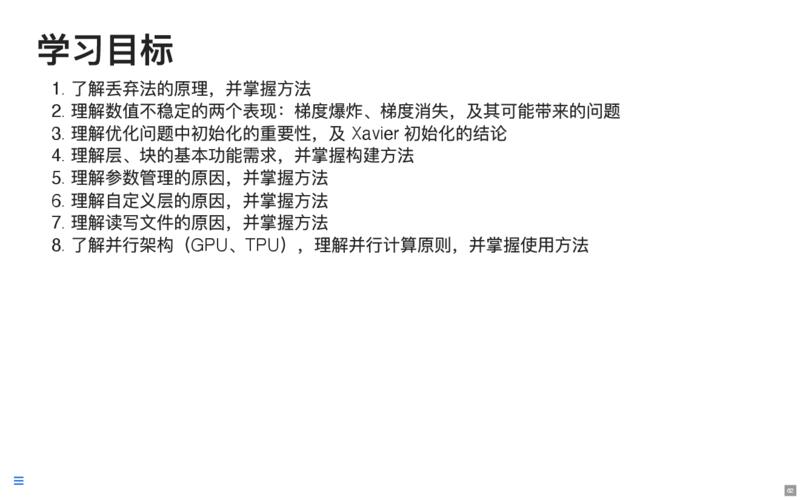 学习目标
1. 了解丢弃法的原理，并掌握方法
2. 理解数值不稳定的两个表现：梯度爆炸、梯度消失，及其可能带来的问题
3. 理解优化问题中初始化的重要性，及 Xavier 初始化的结论
4. 理解层、块的基本功能需求，并掌握构建方法
5. 理解参数管理的原因，并掌握方法
6. 理解自定义层的原因，并掌握方法
7. 理解读写文件的原因，并掌握方法
8. 了解并行架构（GPU、TPU），理解并行计算原则，并掌握使用方法
02